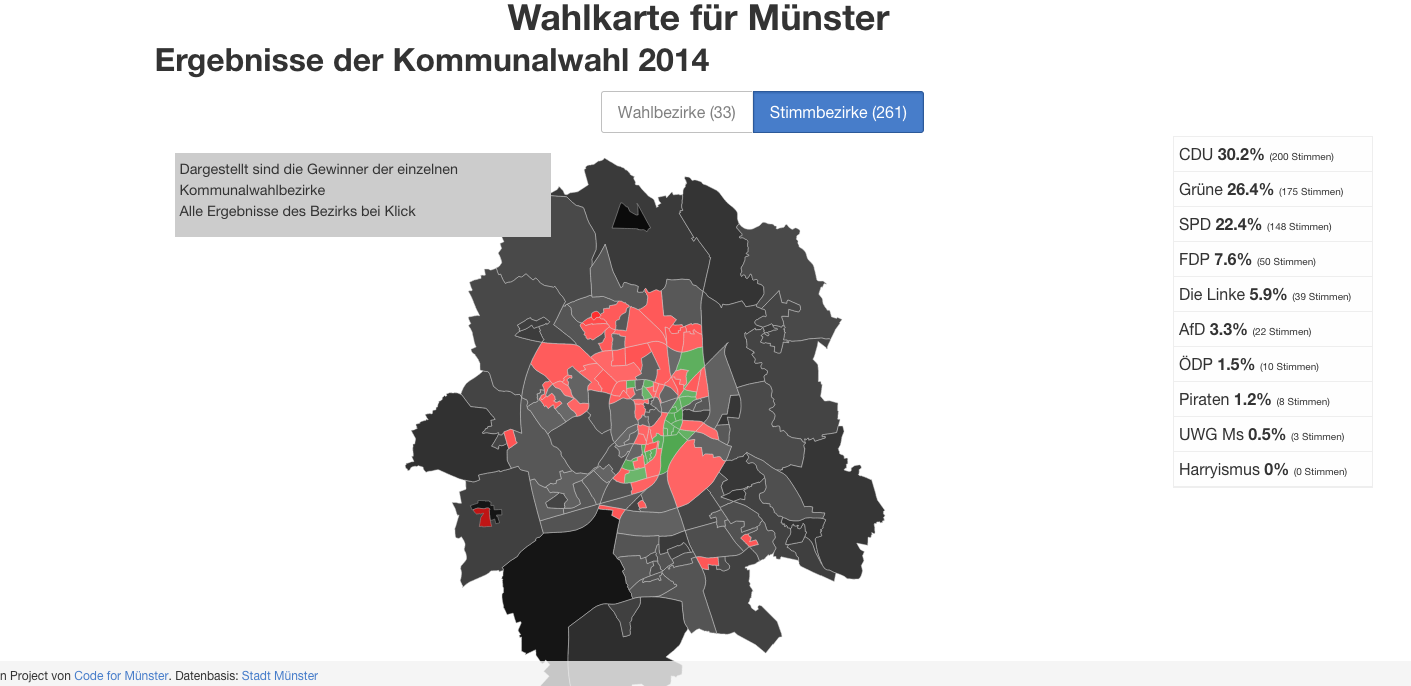 Wahlkarte für Münster
Ergebnisse der Kommunalwahl 2014
Wahlbezirke (33) Stimmbezirke (261)
Dargestellt sind die Gewinner der einzelnen
Kommunalwahlbezirke
Alle Ergebnisse des Bezirks bei Klick
CDU 30.2% (200 Stimmen)
Grüne 26.4% (175 Stimmen)
SPD 22.4% (148 Stimmen)
FDP 7.6% (50 Stimmen)
Die Linke 5.9% (39 Stimmen)
AfD 3.3% (22 Stimmen)
ÖDP 1.5% (10 Stimmen)
Piraten 1.2% (8 Stimmen)
UWG Ms 0.5% (3 Stimmen)
Harryismus 0% (0 Stimmen)
n Project von Code for Münster. Datenbasis: Stadt Münster